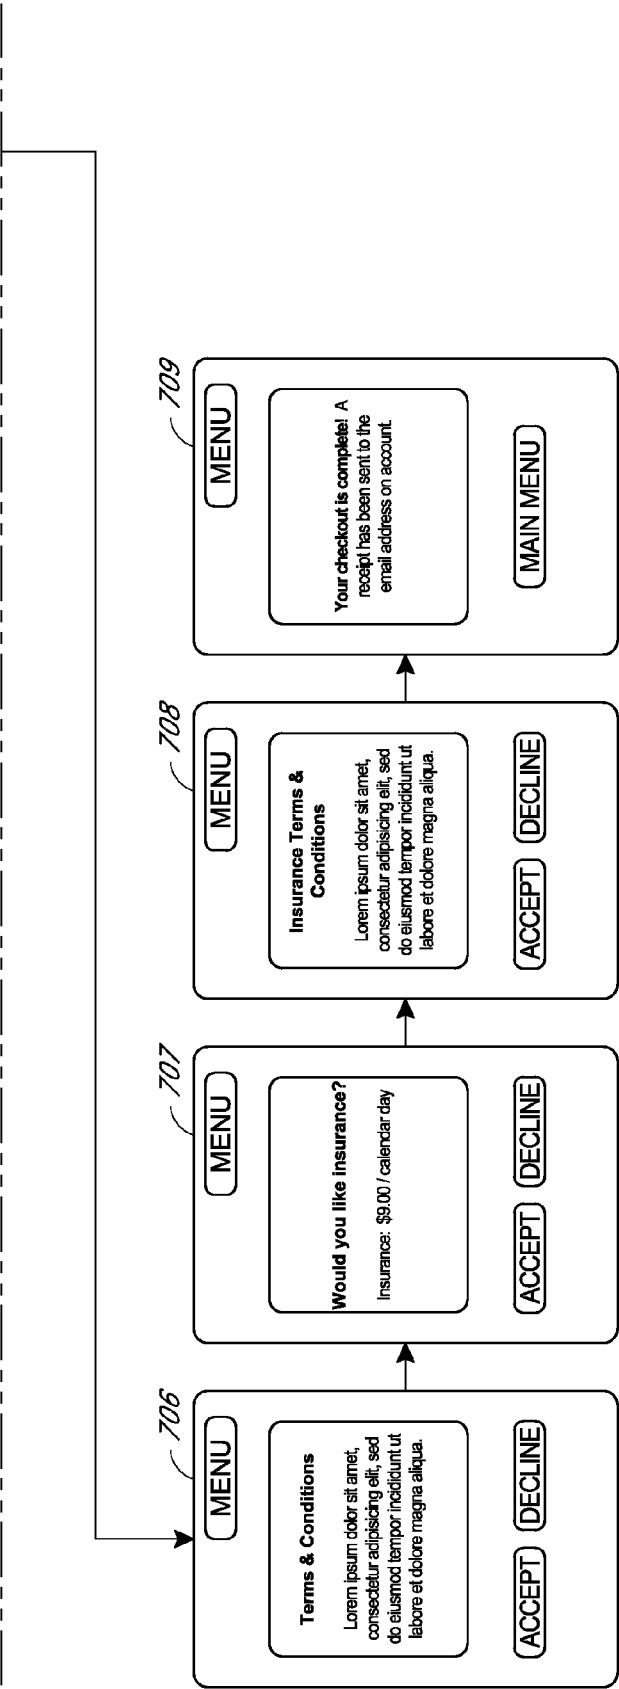 706
MENU
Terms & Conditions
Lorem ipsum dolor sit amet,
consectetur adipisicing elit, sed
do eiusmod tempor incididunt ut
labore et dolore magna aliqua.
ACCEPT
DECLINE
707
MENU
Would you like insurance?
Insurance: $9.00 / calendar day
ACCEPT
DECLINE
708
MENU
Insurance Terms &
Conditions
Lorem ipsum dolor sit amet,
consectetur adipisicing elit, sed
do eiusmod tempor incididunt ut
labore et dolore magna aliqua.
ACCEPT
DECLINE
709
MENU
Your checkout is complete! A
receipt has been sent to the
email address on account.
MAIN MENU